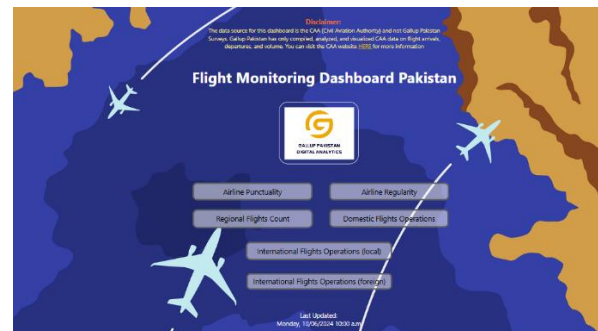 Disclaimer:
The data source for this dashboard is the CAA (Civil Aviation Authority) and not Gallup Pakistan
Surveys. Gallup Pakistan has only compiled, analyzed, and visualized CAA data on flight arrivals,
departures, and volume. You can visit the CAA website HERE for more information
Flight Monitoring Dashboard Pakistan
GALLUP PAKISTAN
DIGITAL ANALYTICS
Airline Punctuality
Airline Regularity
Regional Flights Count
Domestic Flights Operations
International Flights Operations (local)
International Flights Operations (foreign)
Last Updated:
Monday, 10/06/2024 10:00 a.m